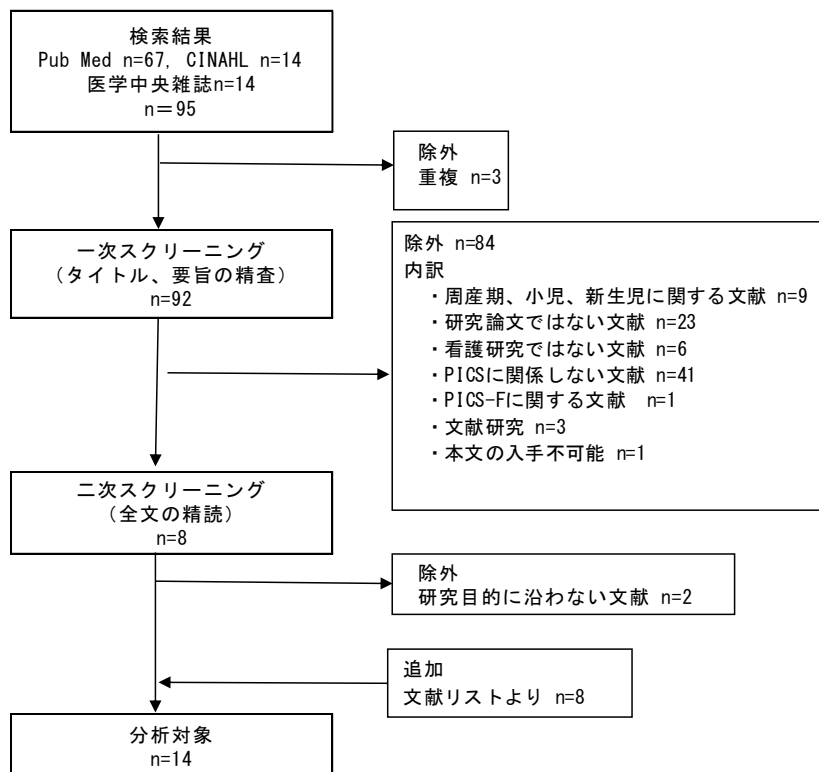 検索結果
Pub Med n=67, CINAHL n=14
医学中央雑誌n=14
n＝95
除外
重複 n=3
一次スクリーニング
(タイトル、要旨の精査)
n=92
除外 n=84
内訳
・周産期、小児、新生児に関する文献 n=9
・研究論文ではない文献 n=23
・看護研究ではない文献 n=6
・PICSに関係しない文献 n=41
・PICS-Fに関する文献 n=1
・文献研究 n=3
・本文の入手不可能 n=1
二次スクリーニング
(全文の精読)
n=8
除外
研究目的に沿わない文献 n=2
追加
文献リストより n=8
分析対象
n=14